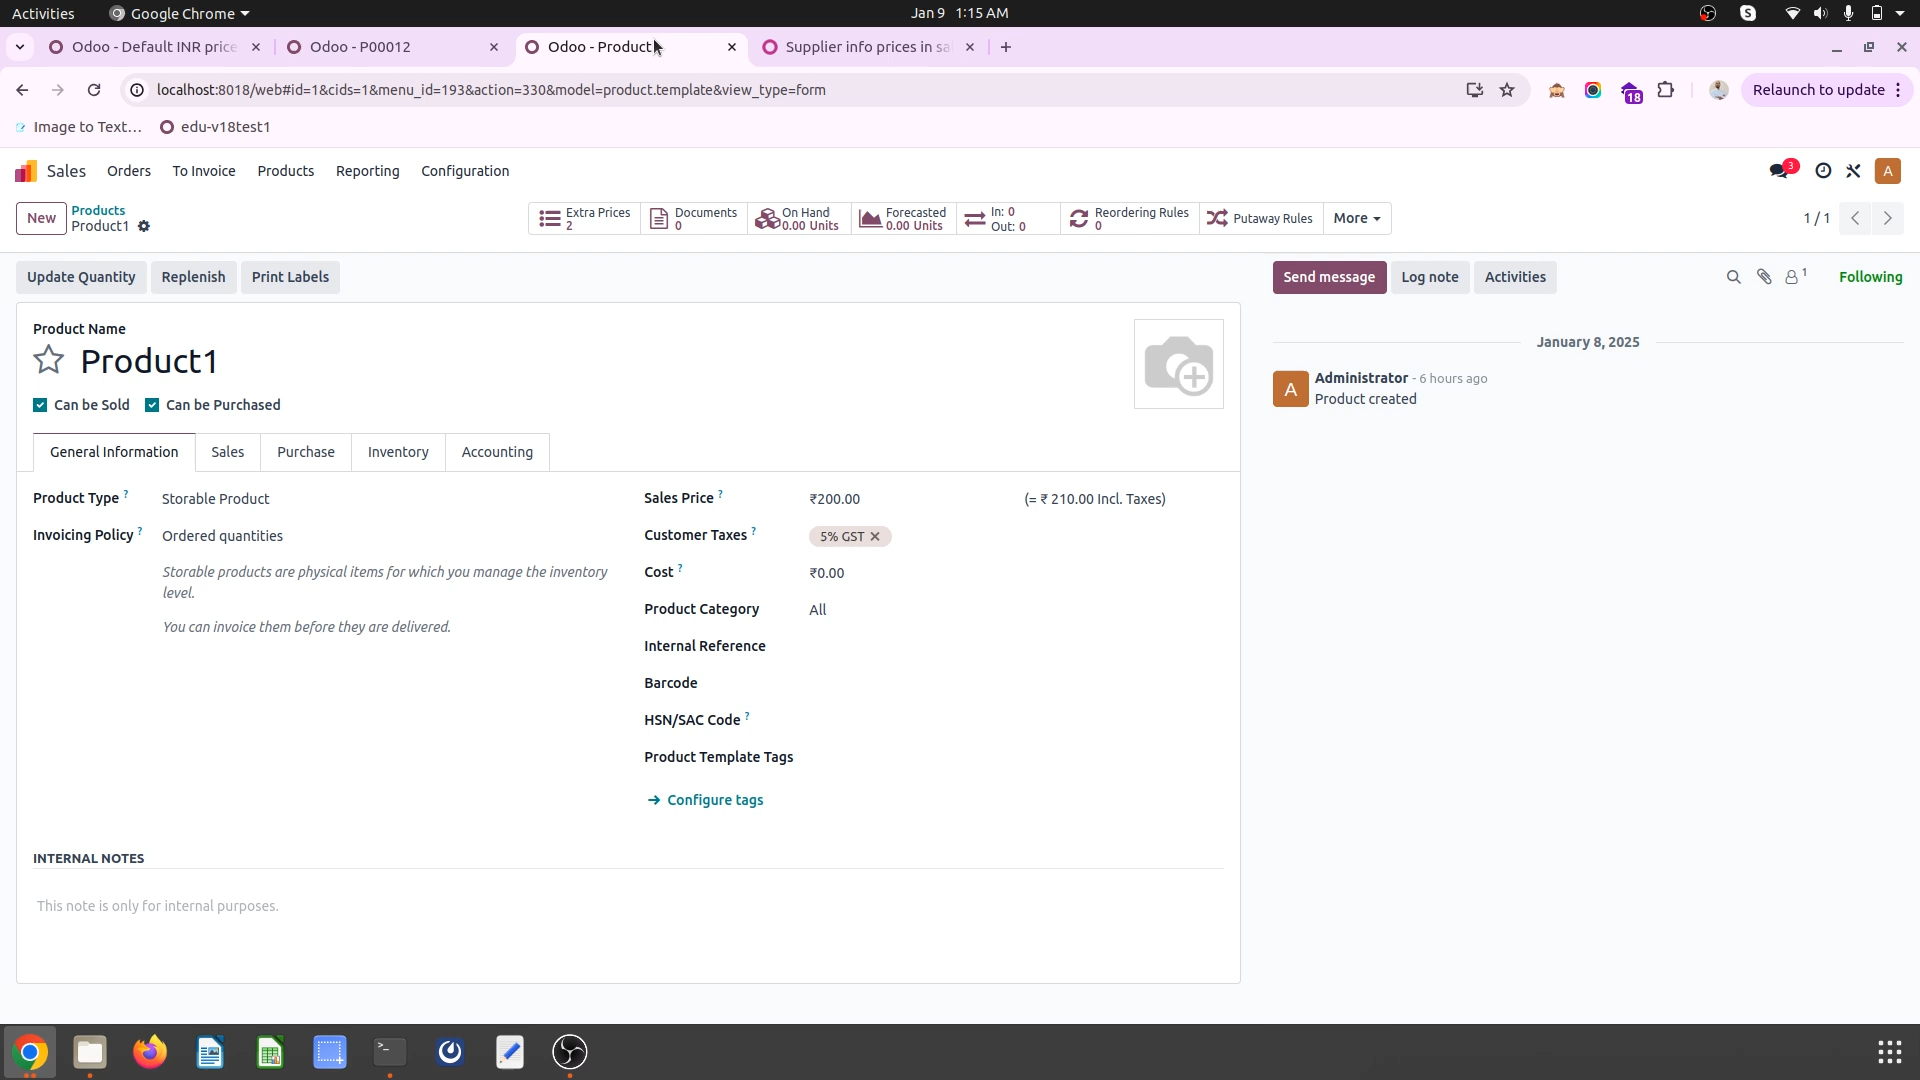 Activities
Google Chrome
Jan 9 1:15 AM
Odoo - Default INR price
Odoo - P00012
Odoo - Product
Supplier info prices in sa
localhost:8018/web#id=1&cids=1&menu_id=193&action=330&model=product.template&view_type=form
18
Relaunch to update
Image to Text...
edu-v18test1
Sales
Orders
To Invoice
Products
Reporting
Configuration
3
A
New
Products
Product1
Extra Prices
2
Documents
0
On Hand
0.00 Units
Forecasted
0.00 Units
In: 0
Out: 0
Reordering Rules
0
Putaway Rules
More
1 / 1
Update Quantity
Replenish
Print Labels
Send message
Log note
Activities
1
Following
Product Name
Product1
Can be Sold
Can be Purchased
General Information
Sales
Purchase
Inventory
Accounting
Product Type ?
Storable Product
Invoicing Policy ?
Ordered quantities
Storable products are physical items for which you manage the inventory
level.
You can invoice them before they are delivered.
Sales Price ?
₹200.00
(= ₹ 210.00 Incl. Taxes)
Customer Taxes ?
5% GST
Cost ?
₹0.00
Product Category
All
Internal Reference
Barcode
HSN/SAC Code ?
Product Template Tags
Configure tags
INTERNAL NOTES
This note is only for internal purposes.
January 8, 2025
A
Administrator - 6 hours ago
Product created